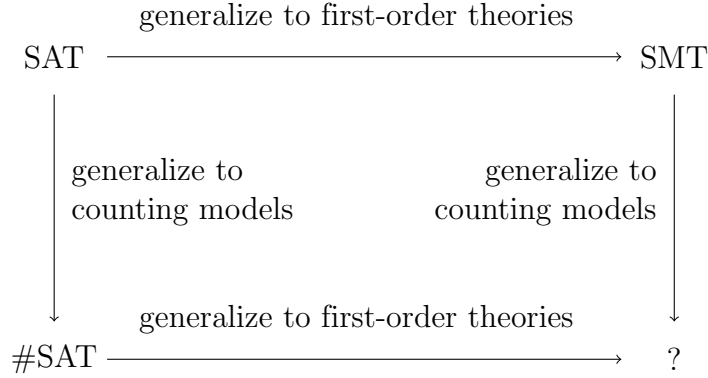 generalize to first-order theories
SAT
SMT
generalize to
counting models
generalize to
counting models
generalize to first-order theories
#SAT
?